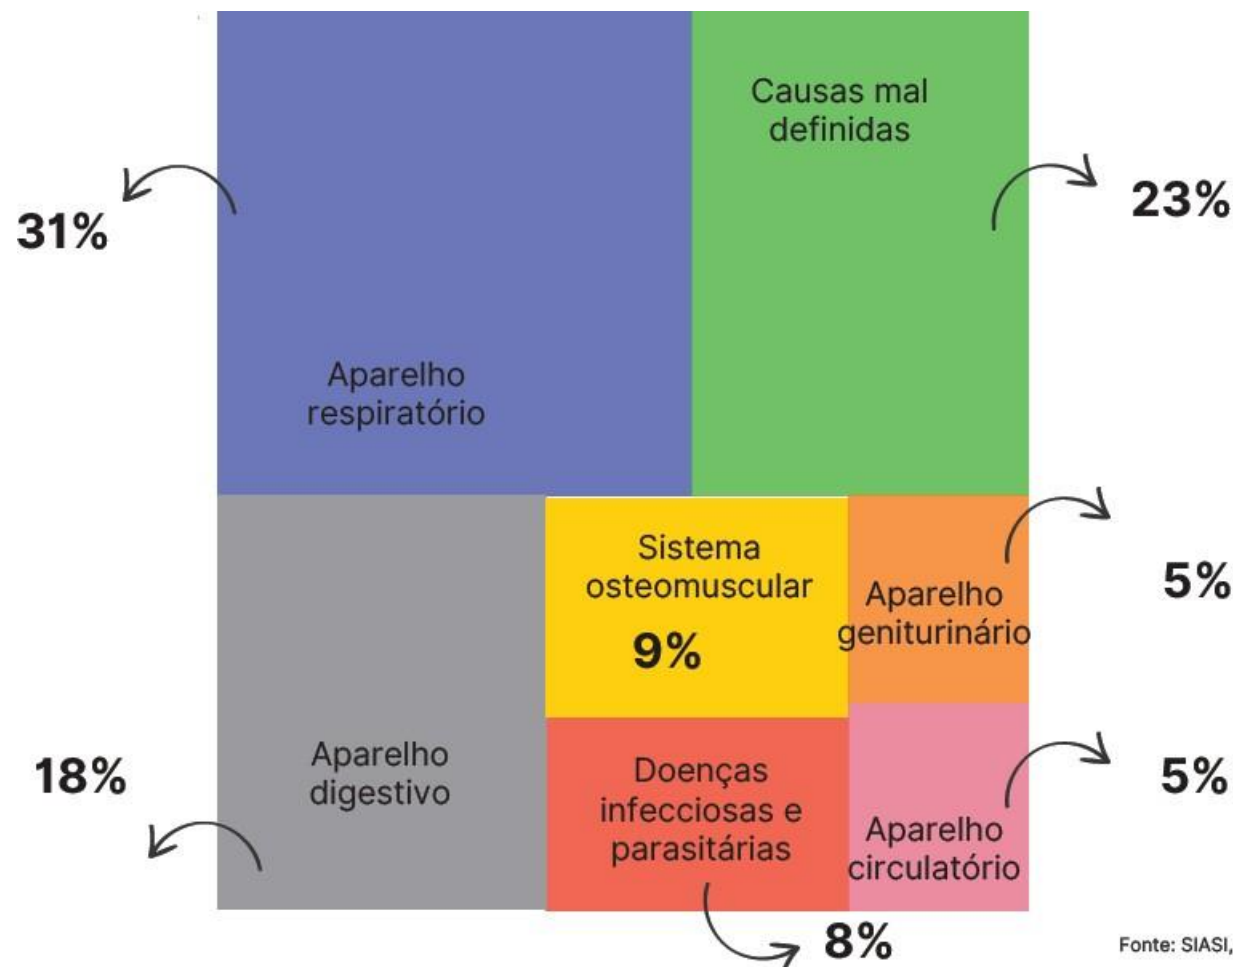 Causas mal
definidas
23%
31%
Aparelho
respiratório
Sistema
osteomuscular
9%
Aparelho
geniturinário
5%
Aparelho
digestivo
18%
Doenças
infecciosas e
parasitárias
8%
Aparelho
circulatório
5%
Fonte: SIASI,